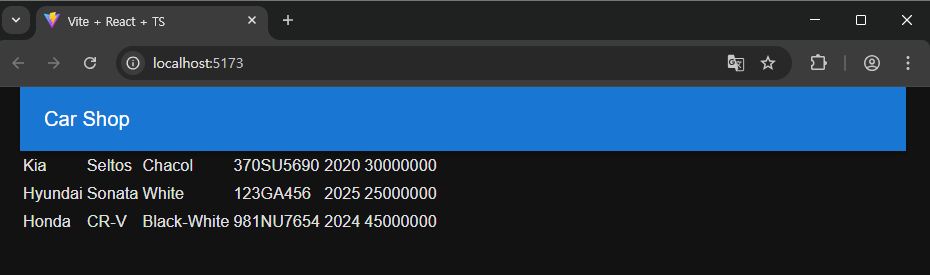 Vite + React + TS
localhost:5173
Car Shop
Kia Seltos Chacol 370SU5690 2020 30000000
Hyundai Sonata White 123GA456 2025 25000000
Honda CR-V Black-White 981NU7654 2024 45000000